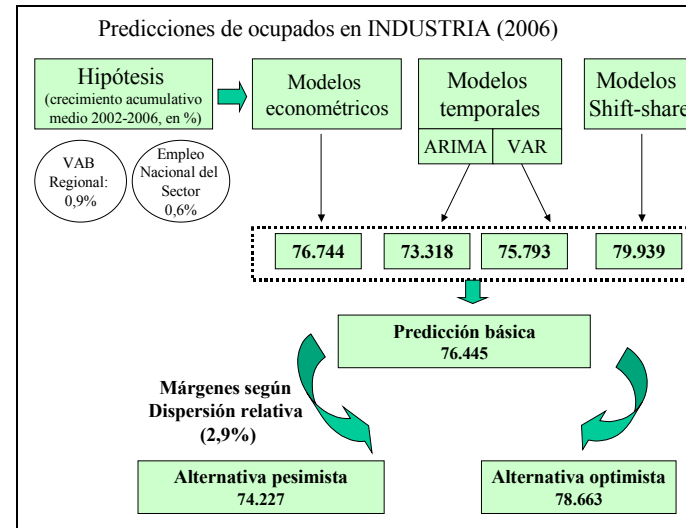 Predicciones de ocupados en INDUSTRIA (2006)
Hipótesis
(crecimiento acumulativo
medio 2002-2006, en %)
Modelos
econométricos
Modelos
temporales
ARIMA
VAR
Modelos
Shift-share
VAB
Regional:
0,9%
Empleo
Nacional del
Sector
0,6%
76.744
73.318
75.793
79.939
Predicción básica
76.445
Márgenes según
Dispersión relativa
(2,9%)
Alternativa pesimista
74.227
Alternativa optimista
78.663